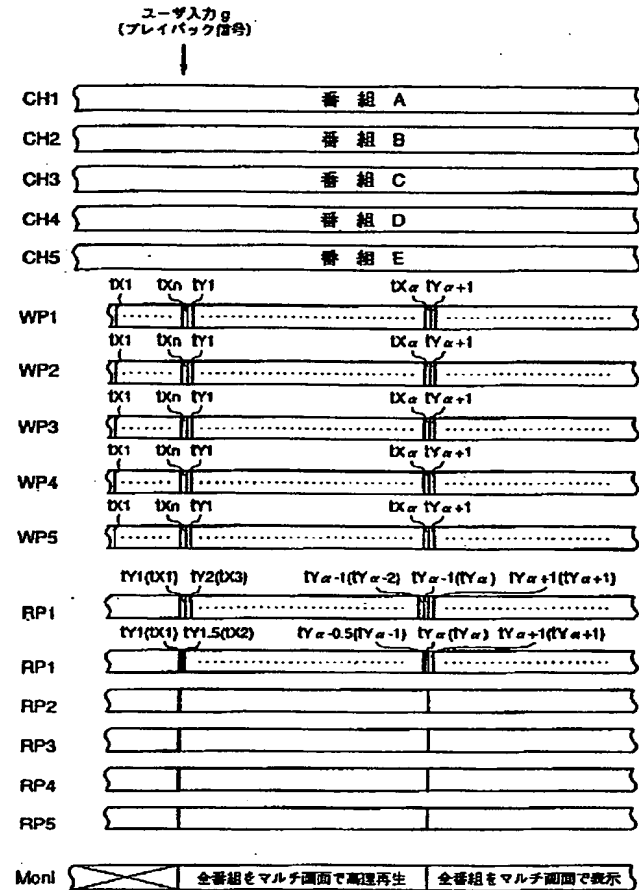 ユーザ入力 g
(プレイバック信号)
CH1 番組 A
CH2 番組 B
CH3 番組 C
CH4 番組 D
CH5 番組 E
tX1 tXn tY1 tXα tYα+1
WP1
tX1 tXn tY1 tXα tYα+1
WP2
tX1 tXn tY1 tXα tYα+1
WP3
tX1 tXn tY1 tXα tYα+1
WP4
tX1 tXn tY1 tXα tYα+1
WP5
tY1(tX1) tY2(tX3) tYα-1(tYα-2) tYα-1(tYα) tYα+1(tYα+1)
RP1
tY1(tX1) tY1.5(tX2) tYα-0.5(tYα-1) tYα(tYα) tYα+1(tYα+1)
RP1
RP2
RP3
RP4
RP5
Moni 全番組をマルチ画面で高速再生 全番組をマルチ画面で表示